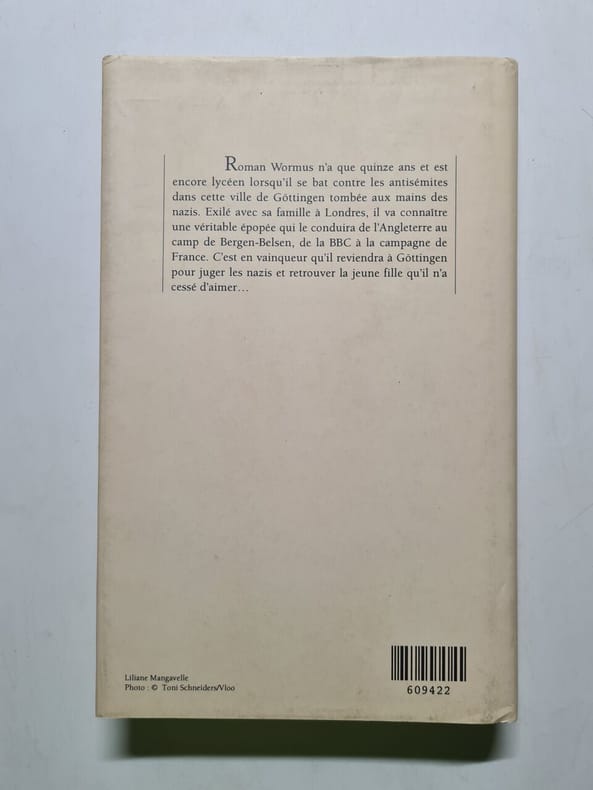 Roman Wormus n'a que quinze ans et est
encore lycéen lorsqu'il se bat contre les antisémites
dans cette ville de Göttingen tombée aux mains des
nazis. Exilé avec sa famille à Londres, il va connaître
une véritable épopée qui le conduira de l'Angleterre au
camp de Bergen-Belsen, de la BBC à la campagne de
France. C'est en vainqueur qu'il reviendra à Göttingen
pour juger les nazis et retrouver la jeune fille qu'il n'a
cessé d'aimer…
Liliane Mangavelle
Photo : © Toni Schneiders/Vloo
609422